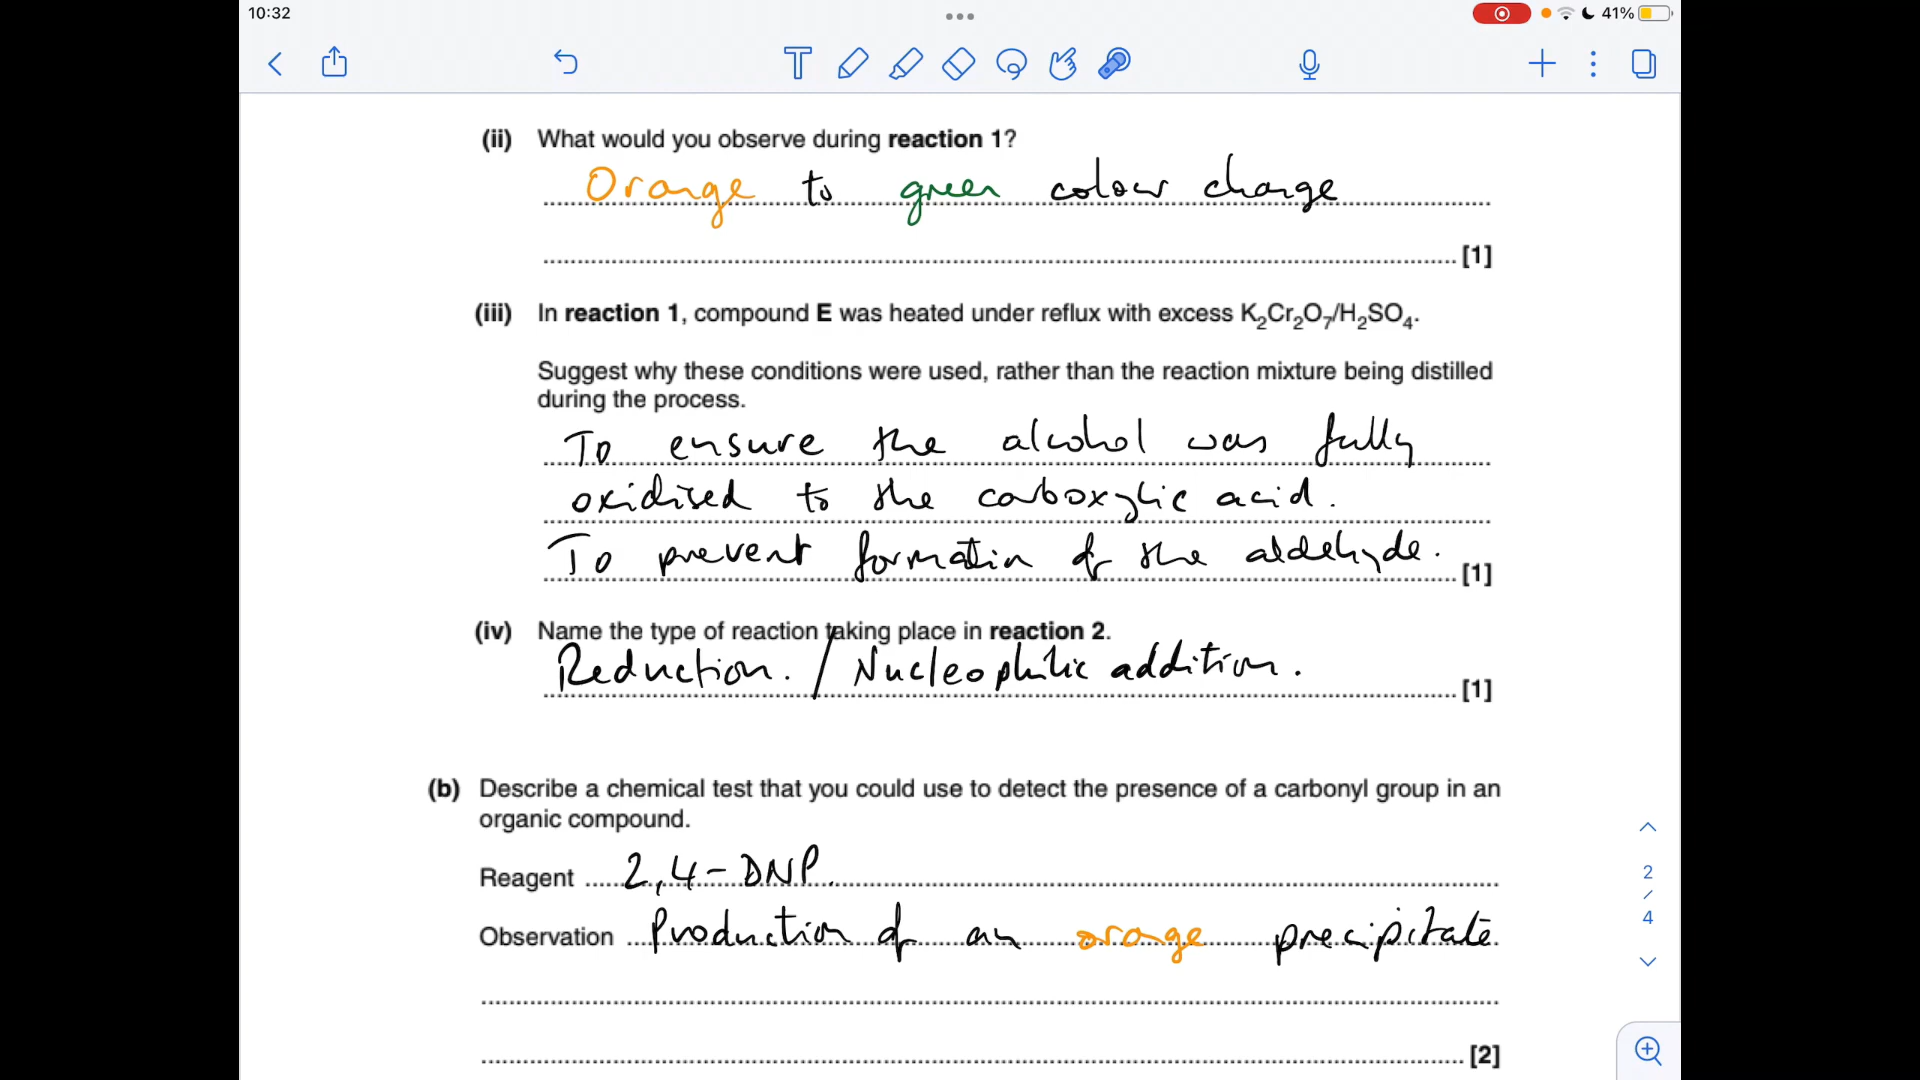 10:32
41%
(ii) What would you observe during reaction 1?
Orange to green colour change
[1]
(iii) In reaction 1, compound E was heated under reflux with excess K₂Cr₂O₇/H₂SO₄.
Suggest why these conditions were used, rather than the reaction mixture being distilled
during the process.
To ensure the alcohol was fully
oxidised to the carboxylic acid.
To prevent formation of the aldehyde.
[1]
(iv) Name the type of reaction taking place in reaction 2.
Reduction. / Nucleophilic addition.
[1]
(b) Describe a chemical test that you could use to detect the presence of a carbonyl group in an
organic compound.
Reagent 2,4-DNP.
Observation Production of an orange precipitate
[2]
2
/
4